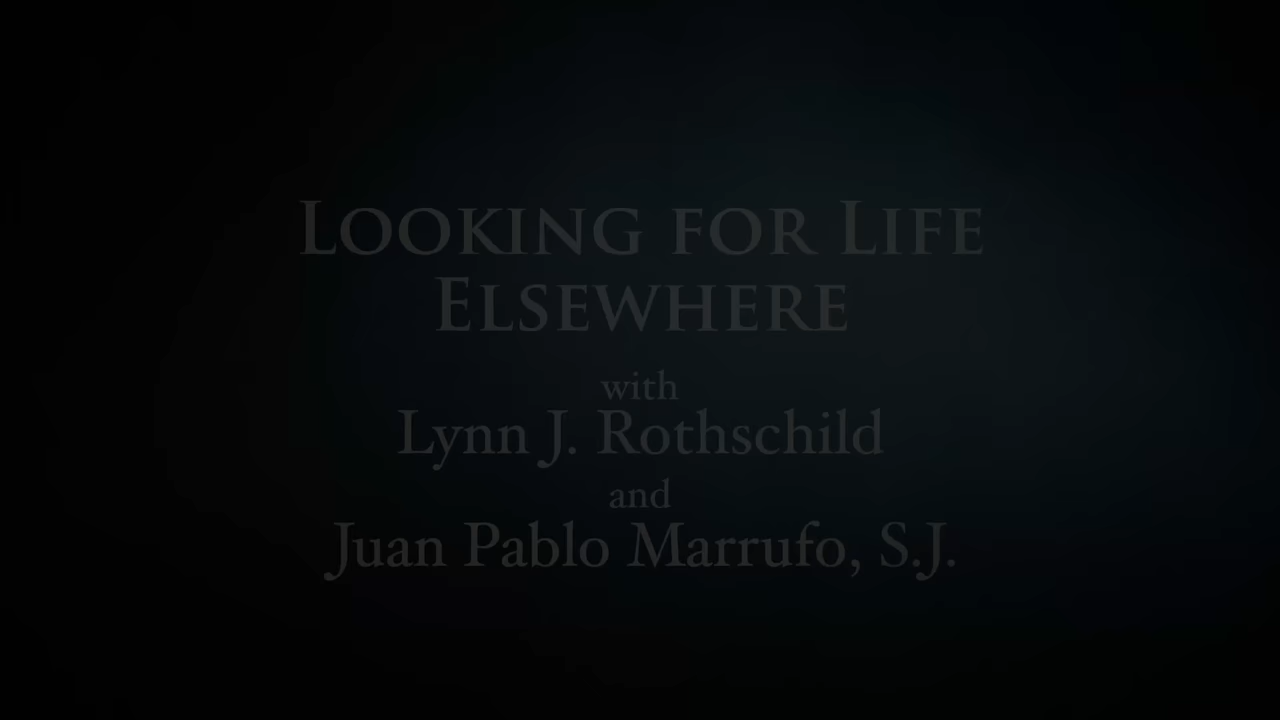 Looking for Life
Elsewhere
with
Lynn J. Rothschild
and
Juan Pablo Marrufo, S.J.